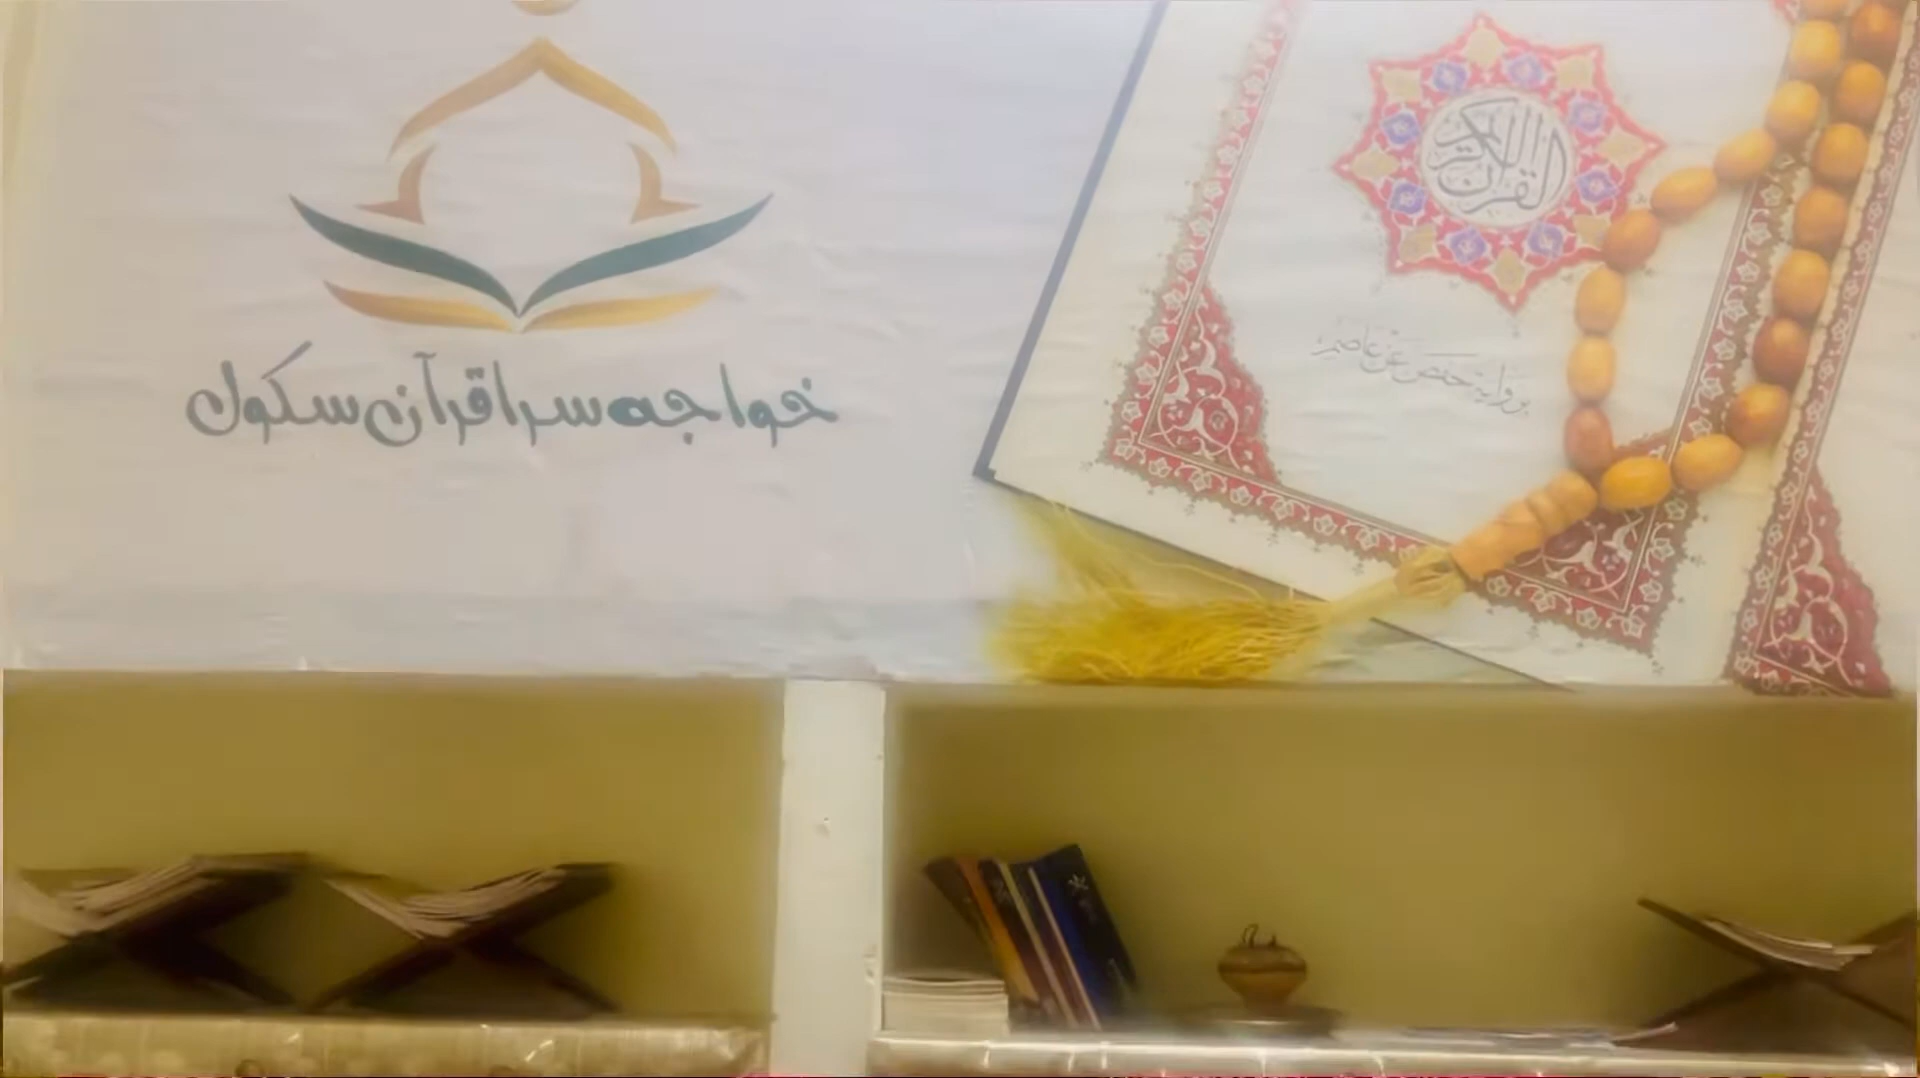 خواجه سرا قرآن سکول
القرآن الكريم
برواية حفص عن عاصم